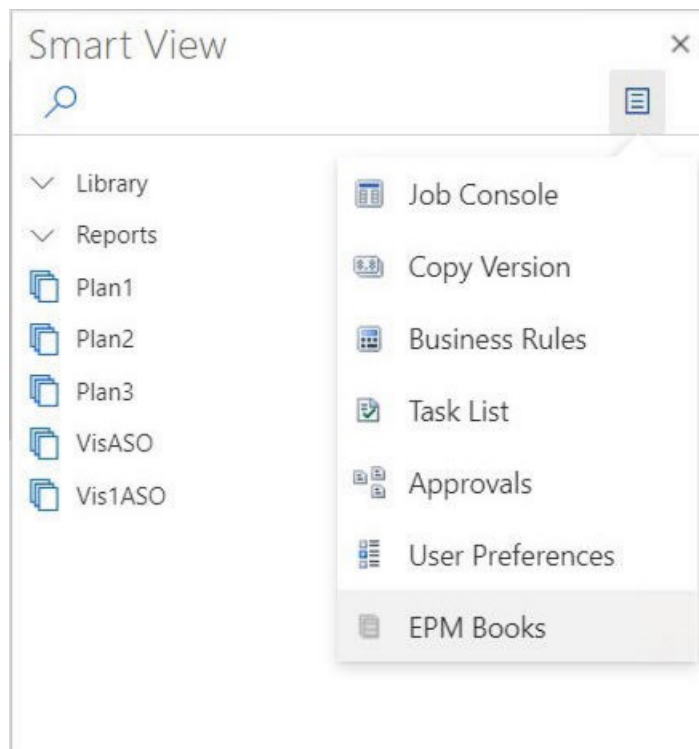 Smart View
Library
Reports
Plan1
Plan2
Plan3
VisASO
Vis1ASO
Job Console
Copy Version
Business Rules
Task List
Approvals
User Preferences
EPM Books